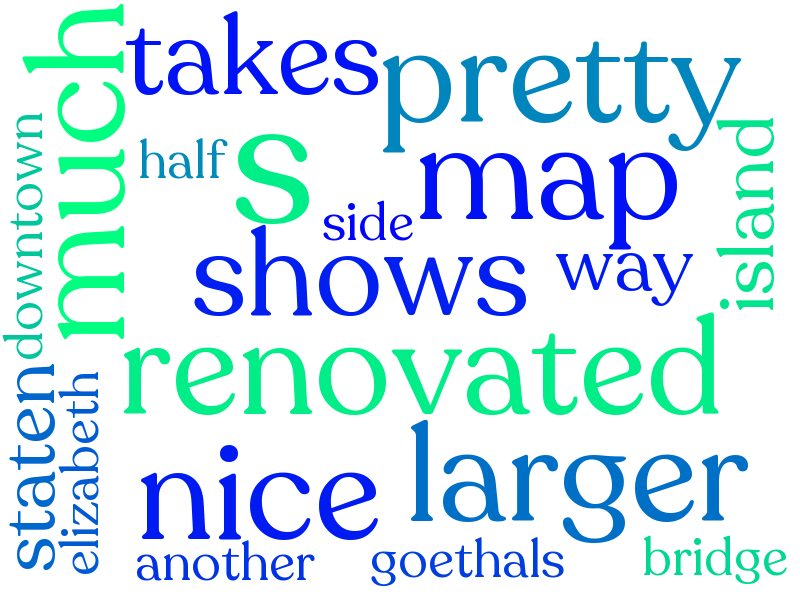 takes
pretty
much
half
s
map
island
downtown
side
shows
way
renovated
staten
elizabeth
nice
larger
another
goethals
bridge